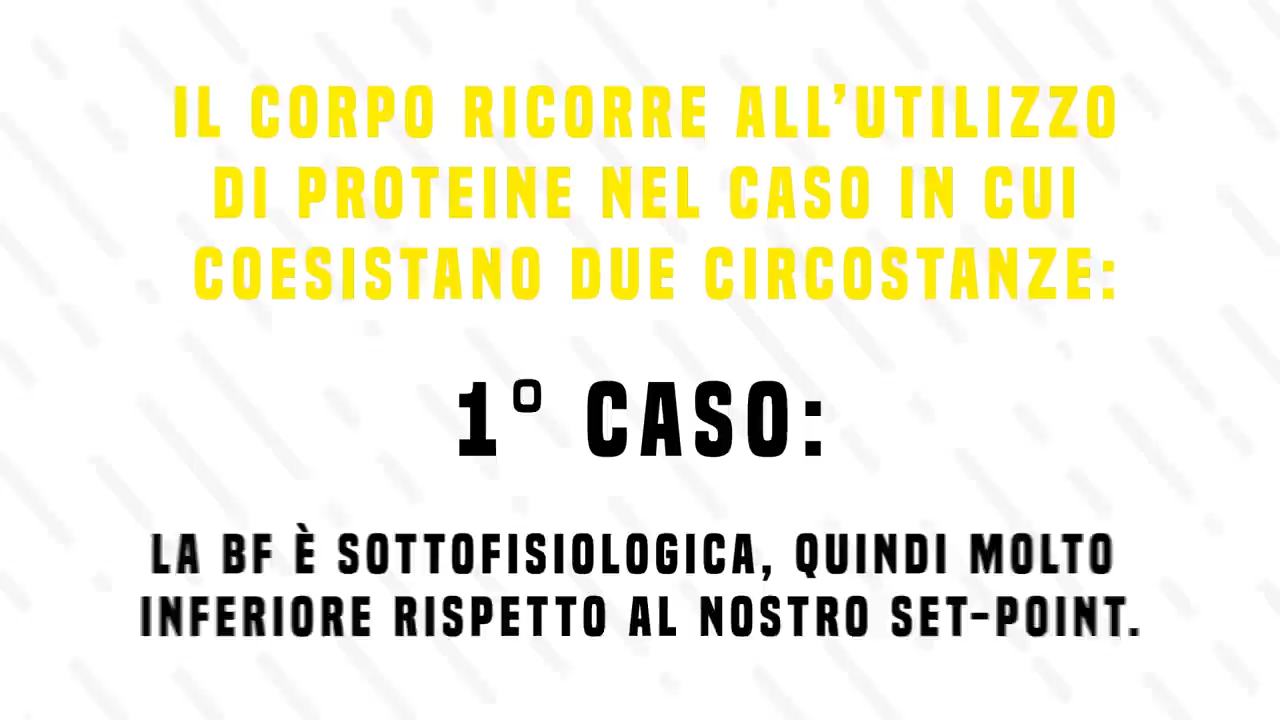 IL CORPO RICORRE ALL’UTILIZZO
DI PROTEINE NEL CASO IN CUI
COESISTANO DUE CIRCOSTANZE:
1° CASO:
LA BF È SOTTOFISIOLOGICA, QUINDI MOLTO
INFERIORE RISPETTO AL NOSTRO SET-POINT.